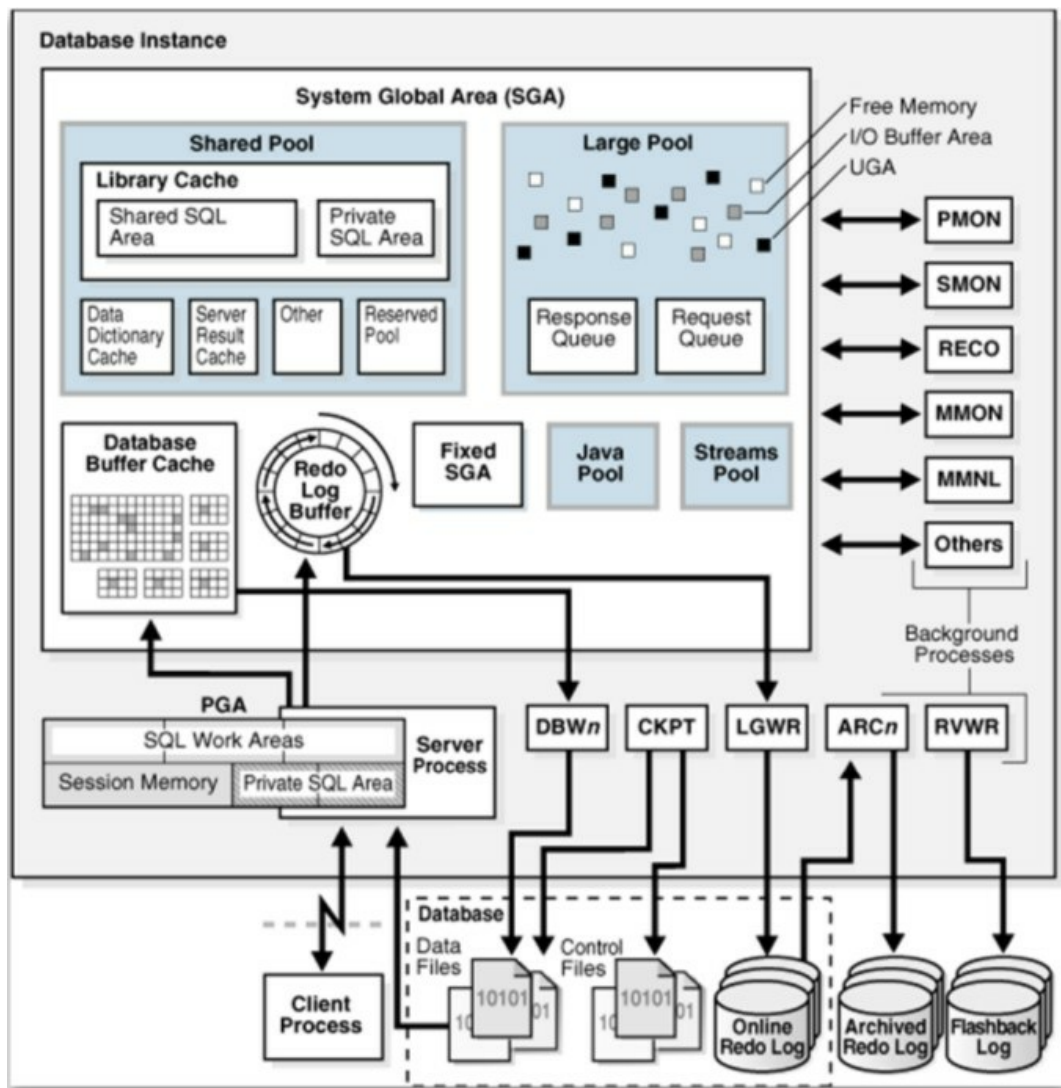 Database Instance
System Global Area (SGA)
Shared Pool
Library Cache
Shared SQL
Area
Private
SQL Area
Data
Dictionary
Cache
Server
Result
Cache
Other
Reserved
Pool
Large Pool
Response
Queue
Request
Queue
Free Memory
I/O Buffer Area
UGA
Database
Buffer Cache
Redo
Log
Buffer
Fixed
SGA
Java
Pool
Streams
Pool
PMON
SMON
RECO
MMON
MMNL
Others
Background
Processes
PGA
SQL Work Areas
Session Memory
Private SQL Area
Server
Process
DBWn
CKPT
LGWR
ARCn
RVWR
Client
Process
Database
Data
Files
10
10101
01
Control
Files
10
10101
01
Online
Redo Log
Archived
Redo Log
Flashback
Log